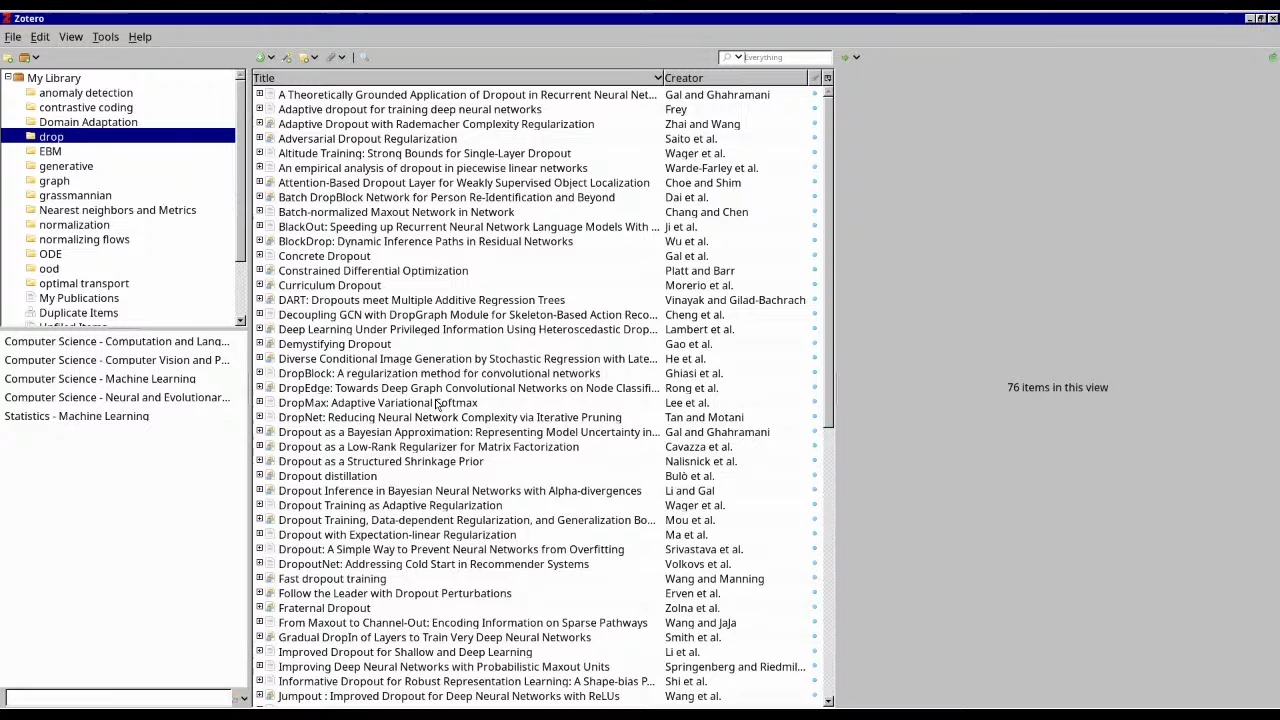 Zotero
File Edit View Tools Help
Everything
My Library
anomaly detection
contrastive coding
Domain Adaptation
drop
EBM
generative
graph
grassmannian
Nearest neighbors and Metrics
normalization
normalizing flows
ODE
ood
optimal transport
My Publications
Duplicate Items
Unfiled Items
Computer Science - Computation and Lang...
Computer Science - Computer Vision and P...
Computer Science - Machine Learning
Computer Science - Neural and Evolutionar...
Statistics - Machine Learning
Title Creator
A Theoretically Grounded Application of Dropout in Recurrent Neural Net... Gal and Ghahramani
Adaptive dropout for training deep neural networks Frey
Adaptive Dropout with Rademacher Complexity Regularization Zhai and Wang
Adversarial Dropout Regularization Saito et al.
Altitude Training: Strong Bounds for Single-Layer Dropout Wager et al.
An empirical analysis of dropout in piecewise linear networks Warde-Farley et al.
Attention-Based Dropout Layer for Weakly Supervised Object Localization Choe and Shim
Batch DropBlock Network for Person Re-Identification and Beyond Dai et al.
Batch-normalized Maxout Network in Network Chang and Chen
BlackOut: Speeding up Recurrent Neural Network Language Models With ... Ji et al.
BlockDrop: Dynamic Inference Paths in Residual Networks Wu et al.
Concrete Dropout Gal et al.
Constrained Differential Optimization Platt and Barr
Curriculum Dropout Morerio et al.
DART: Dropouts meet Multiple Additive Regression Trees Vinayak and Gilad-Bachrach
Decoupling GCN with DropGraph Module for Skeleton-Based Action Reco... Cheng et al.
Deep Learning Under Privileged Information Using Heteroscedastic Drop... Lambert et al.
Demystifying Dropout Gao et al.
Diverse Conditional Image Generation by Stochastic Regression with Late... He et al.
DropBlock: A regularization method for convolutional networks Ghiasi et al.
DropEdge: Towards Deep Graph Convolutional Networks on Node Classifi... Rong et al.
DropMax: Adaptive Variational Softmax Lee et al.
DropNet: Reducing Neural Network Complexity via Iterative Pruning Tan and Motani
Dropout as a Bayesian Approximation: Representing Model Uncertainty in... Gal and Ghahramani
Dropout as a Low-Rank Regularizer for Matrix Factorization Cavazza et al.
Dropout as a Structured Shrinkage Prior Nalisnick et al.
Dropout distillation Bulò et al.
Dropout Inference in Bayesian Neural Networks with Alpha-divergences Li and Gal
Dropout Training as Adaptive Regularization Wager et al.
Dropout Training, Data-dependent Regularization, and Generalization Bo... Mou et al.
Dropout with Expectation-linear Regularization Ma et al.
Dropout: A Simple Way to Prevent Neural Networks from Overfitting Srivastava et al.
DropoutNet: Addressing Cold Start in Recommender Systems Volkovs et al.
Fast dropout training Wang and Manning
Follow the Leader with Dropout Perturbations Erven et al.
Fraternal Dropout Zolna et al.
From Maxout to Channel-Out: Encoding Information on Sparse Pathways Wang and JaJa
Gradual DropIn of Layers to Train Very Deep Neural Networks Smith et al.
Improved Dropout for Shallow and Deep Learning Li et al.
Improving Deep Neural Networks with Probabilistic Maxout Units Springenberg and Riedmil...
Informative Dropout for Robust Representation Learning: A Shape-bias P... Shi et al.
Jumpout : Improved Dropout for Deep Neural Networks with ReLUs Wang et al.
76 items in this view